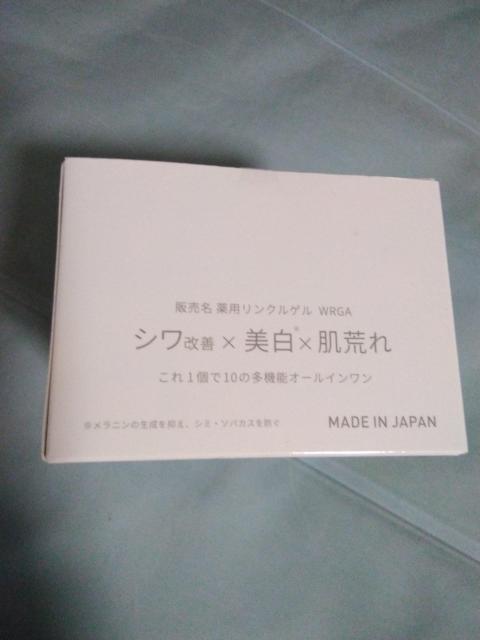 販売名 薬用リンクルゲル WRGA
シワ改善×美白※×肌荒れ
これ1個で10の多機能オールインワン
※メラニンの生成を抑え、シミ・ソバカスを防ぐ
MADE IN JAPAN